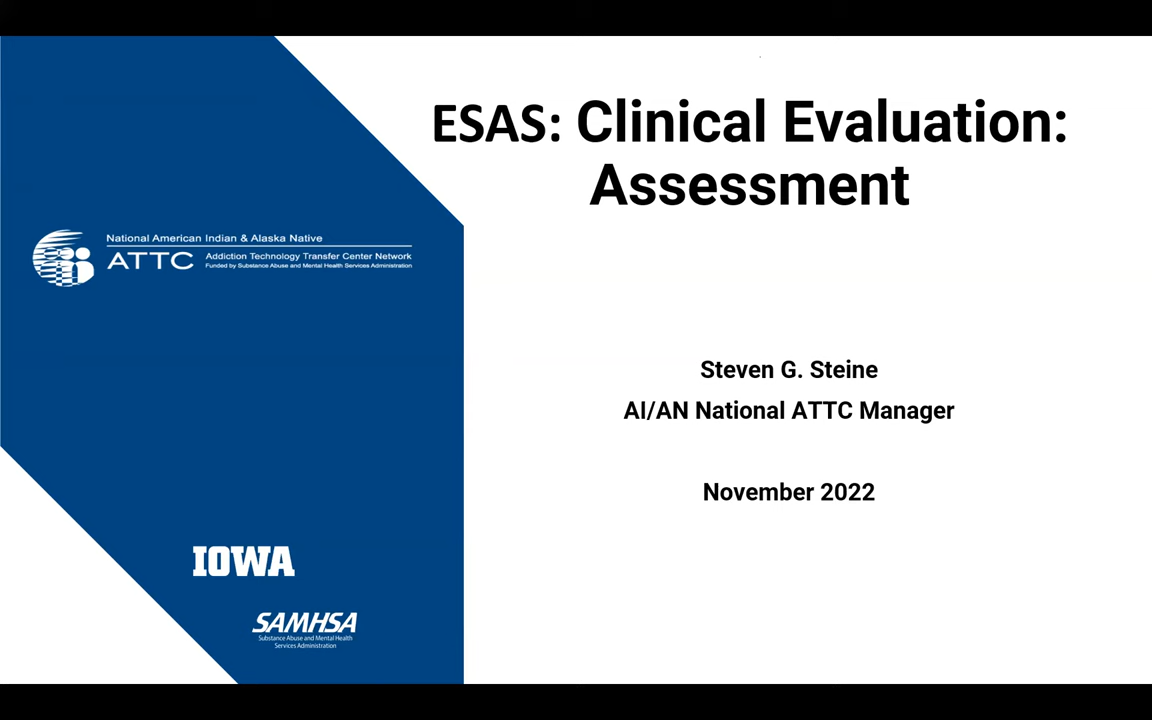 ESAS: Clinical Evaluation:
Assessment
National American Indian & Alaska Native
ATTC
Addiction Technology Transfer Center Network
Funded by Substance Abuse and Mental Health Services Administration
Steven G. Steine
AI/AN National ATTC Manager
November 2022
IOWA
SAMHSA
Substance Abuse and Mental Health
Services Administration